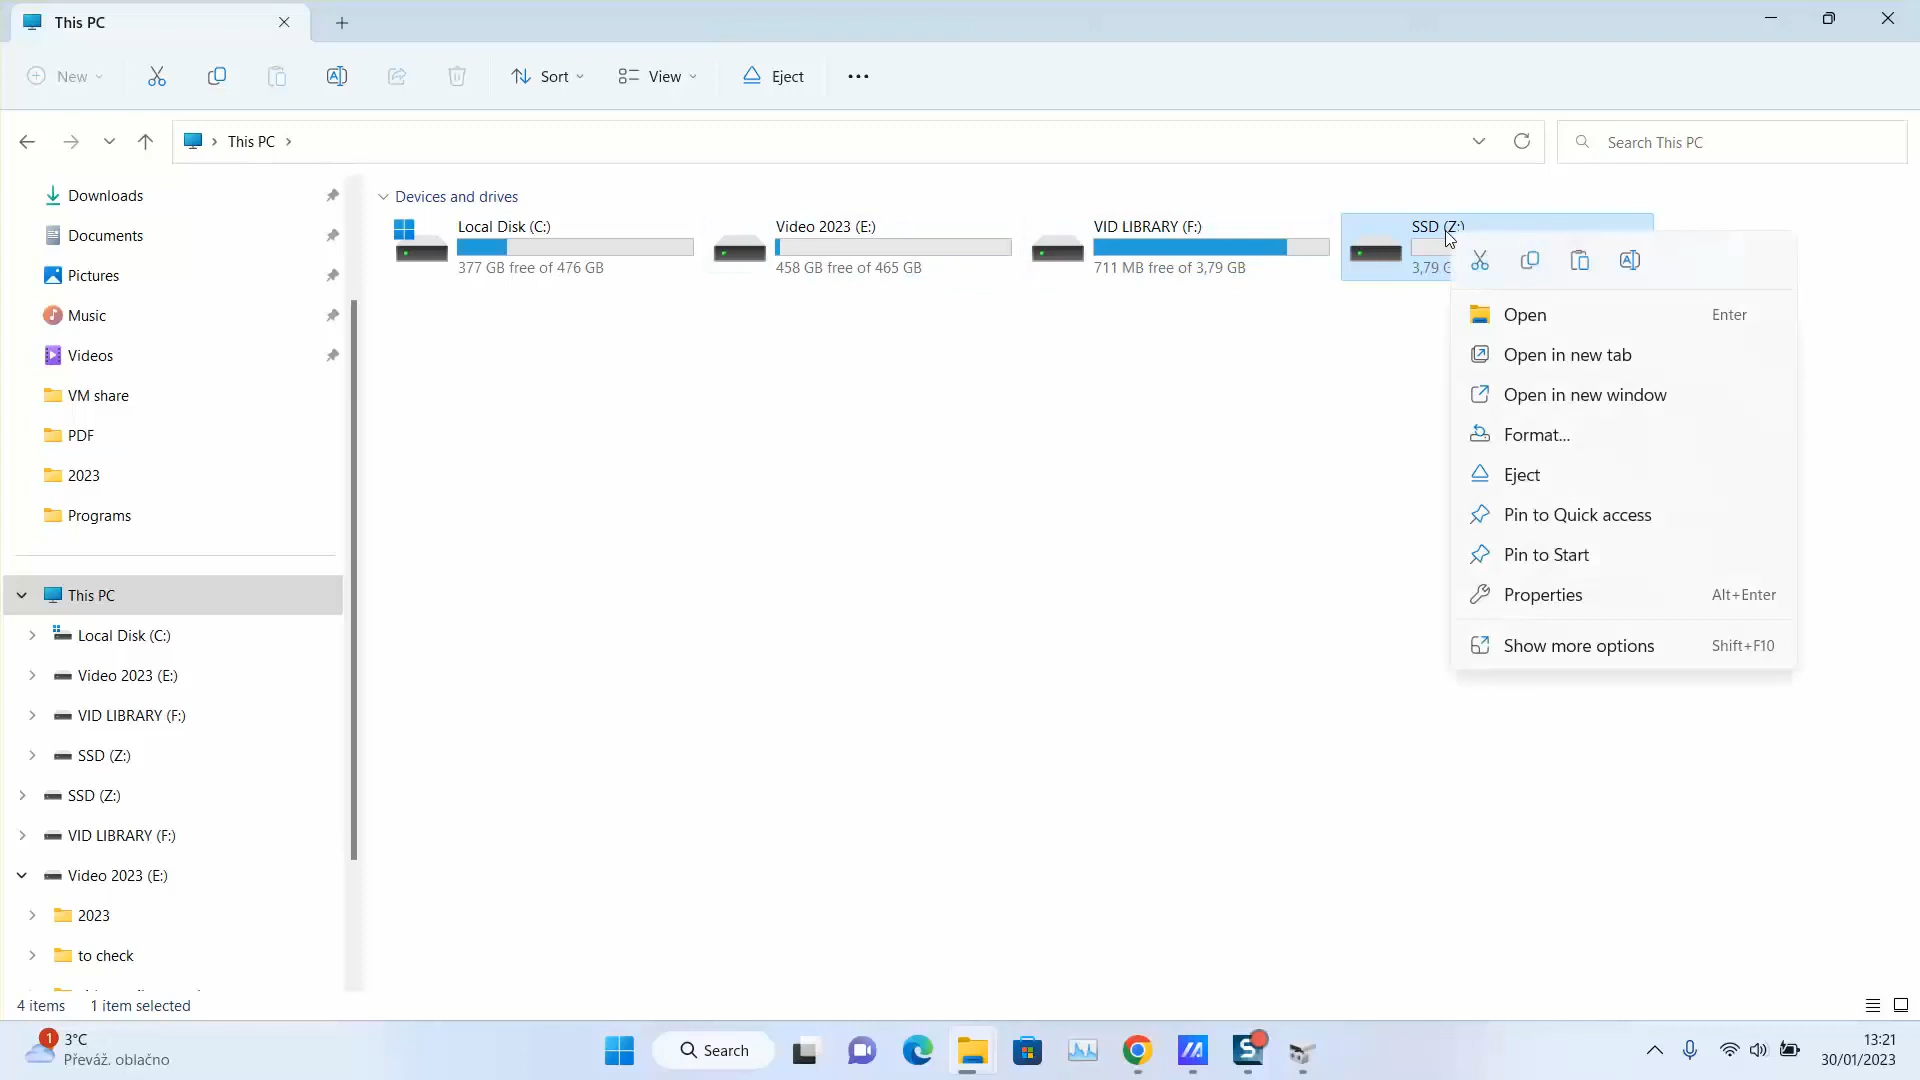 This PC
New
Sort
View
Eject
This PC
Search This PC
Downloads
Documents
Pictures
Music
Videos
VM share
PDF
2023
Programs
This PC
Local Disk (C:)
Video 2023 (E:)
VID LIBRARY (F:)
SSD (Z:)
SSD (Z:)
VID LIBRARY (F:)
Video 2023 (E:)
2023
to check
Devices and drives
Local Disk (C:)
377 GB free of 476 GB
Video 2023 (E:)
458 GB free of 465 GB
VID LIBRARY (F:)
711 MB free of 3,79 GB
SSD (Z:)
3,79
Open Enter
Open in new tab
Open in new window
Format...
Eject
Pin to Quick access
Pin to Start
Properties Alt+Enter
Show more options Shift+F10
4 items 1 item selected
1
3°C
Převáž. oblačno
Search
13:21
30/01/2023